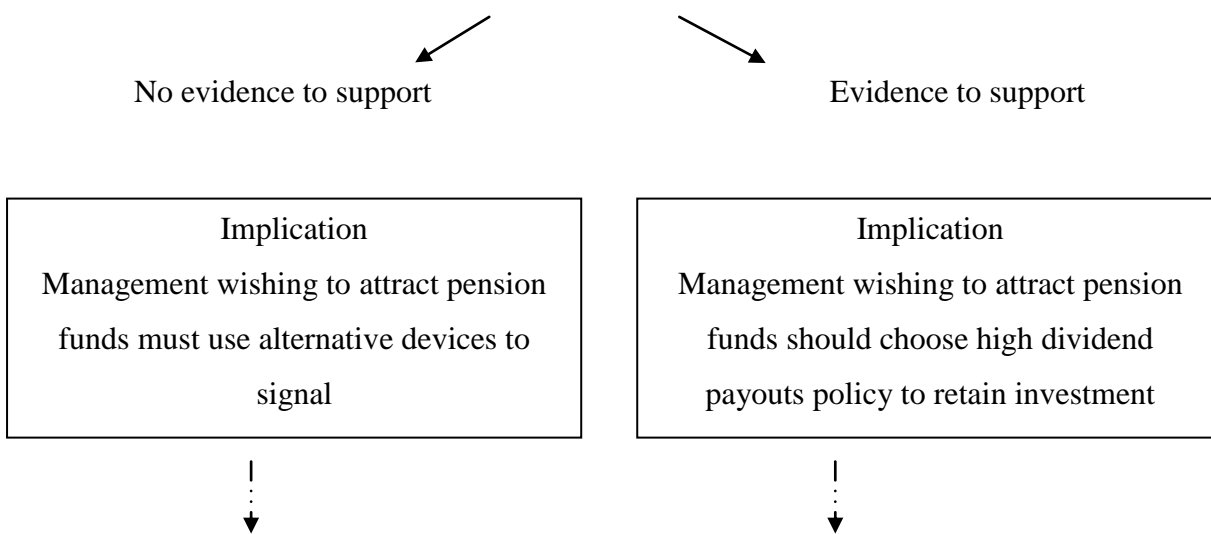 No evidence to support
Evidence to support
Implication
Management wishing to attract pension
funds must use alternative devices to
signal
Implication
Management wishing to attract pension
funds should choose high dividend
payouts policy to retain investment